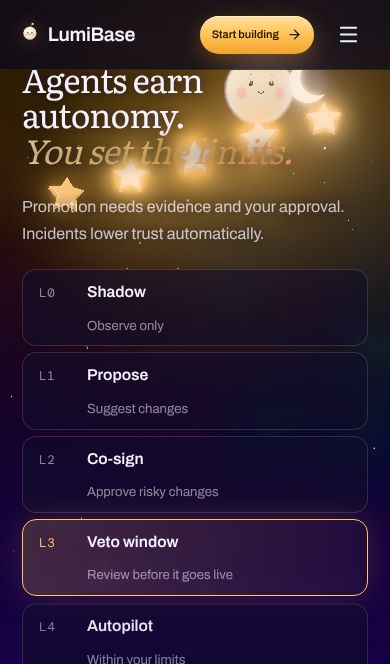 LumiBase
Start building →
Agents earn
autonomy.
You set the limits.
Promotion needs evidence and your approval.
Incidents lower trust automatically.
L0 Shadow
Observe only
L1 Propose
Suggest changes
L2 Co-sign
Approve risky changes
L3 Veto window
Review before it goes live
L4 Autopilot
Within your limits